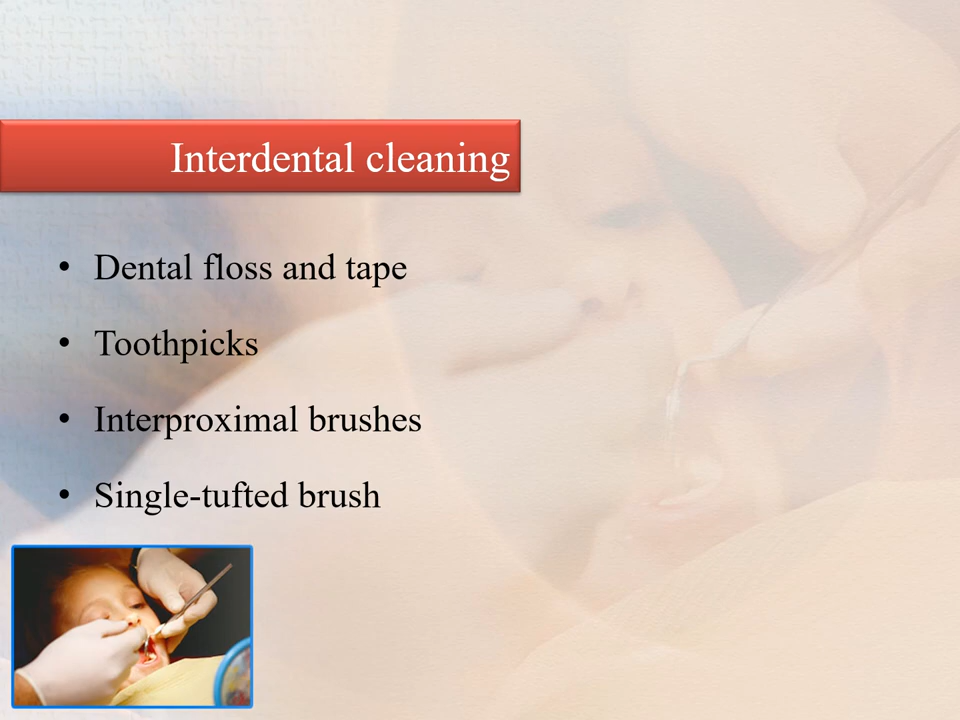 Interdental cleaning
• Dental floss and tape
• Toothpicks
• Interproximal brushes
• Single-tufted brush